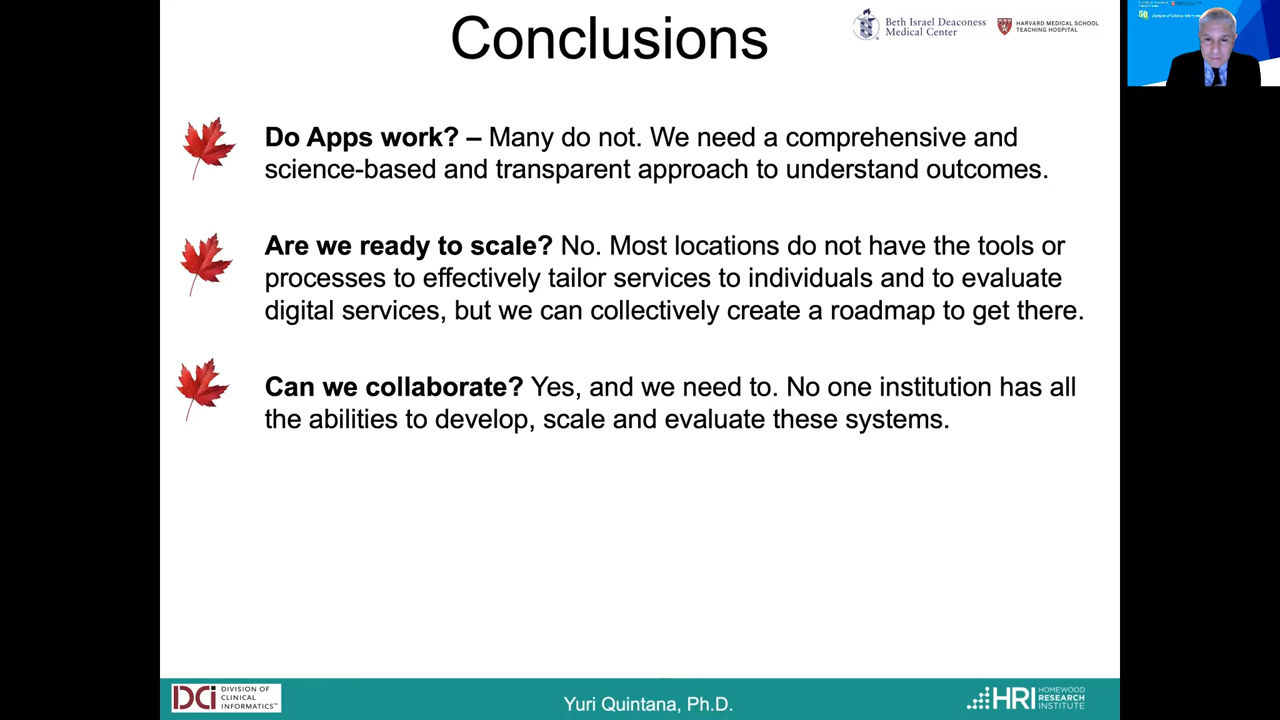 Conclusions
Beth Israel Deaconess
Medical Center
HARVARD MEDICAL SCHOOL
TEACHING HOSPITAL
Do Apps work? – Many do not. We need a comprehensive and
science-based and transparent approach to understand outcomes.
Are we ready to scale? No. Most locations do not have the tools or
processes to effectively tailor services to individuals and to evaluate
digital services, but we can collectively create a roadmap to get there.
Can we collaborate? Yes, and we need to. No one institution has all
the abilities to develop, scale and evaluate these systems.
DCi
DIVISION OF
CLINICAL
INFORMATICS™
Yuri Quintana, Ph.D.
HRI
HOMEWOOD
RESEARCH
INSTITUTE